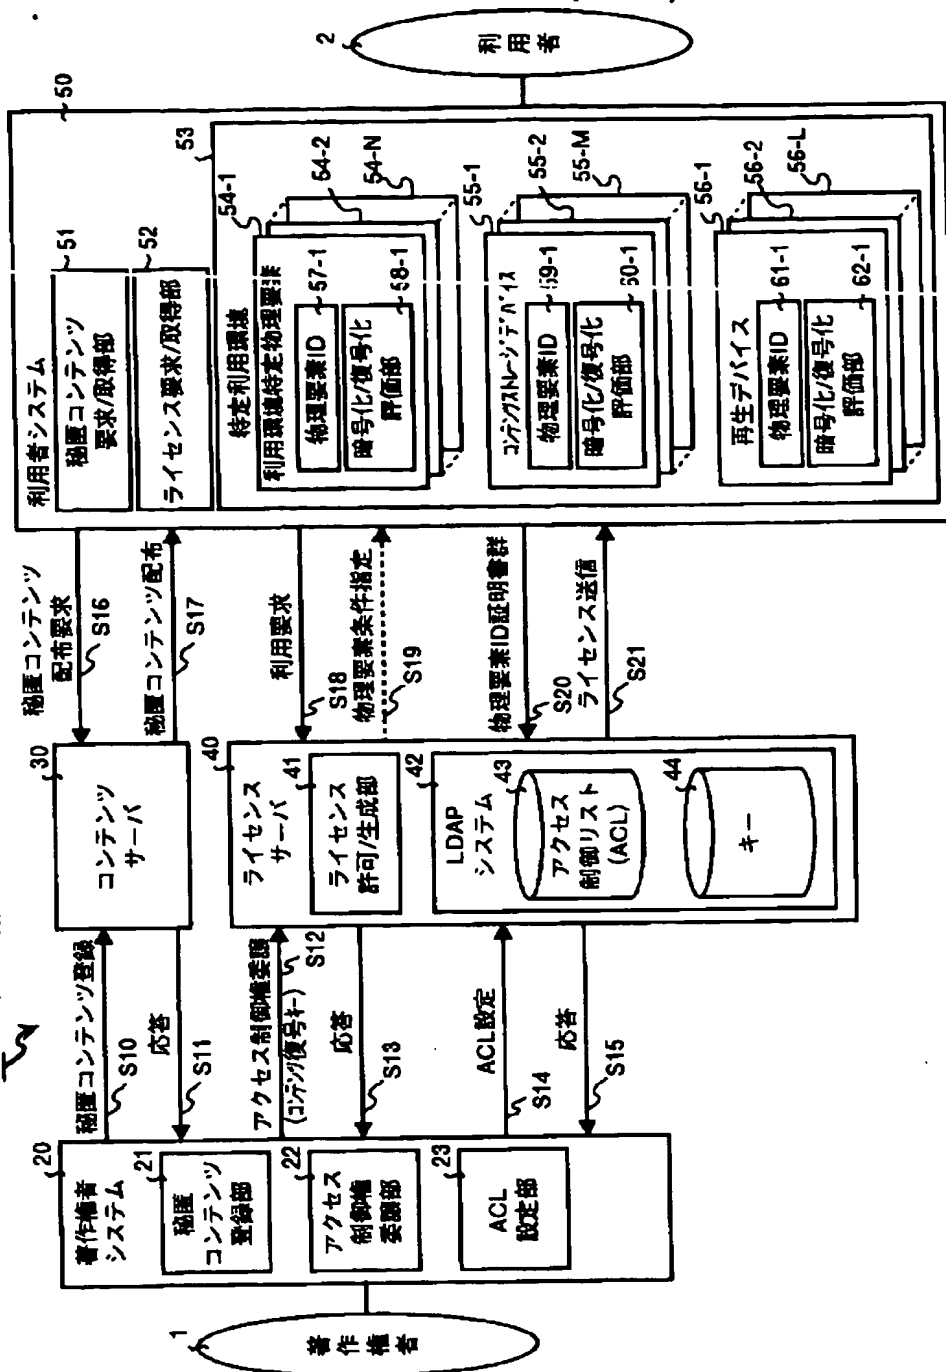 1
著作権者
20
著作権者
システム
21
秘匿
コンテンツ
登録部
22
アクセス
制御権
委譲部
23
ACL
設定部
秘匿コンテンツ登録
S10
応答
S11
アクセス制御権委譲
(コンテンツ復号キー)
S12
応答
S13
ACL設定
S14
応答
S15
30
コンテンツ
サーバ
40
ライセンス
サーバ
41
ライセンス
許可/生成部
42
LDAP
システム
43
アクセス
制御リスト
(ACL)
44
キー
秘匿コンテンツ
配布要求
S16
秘匿コンテンツ配布
S17
利用要求
S18
物理要素条件指定
S19
物理要素ID証明書群
S20
ライセンス送信
S21
50
利用者システム
51
秘匿コンテンツ
要求/取得部
52
ライセンス要求/取得部
53
特定利用環境
54-1
54-2
54-N
利用環境特定物理要素
物理要素ID
57-1
暗号化/復号化
評価部
58-1
55-1
55-2
55-M
コンテンツストレージデバイス
物理要素ID
59-1
暗号化/復号化
評価部
60-1
56-1
56-2
56-L
再生デバイス
物理要素ID
61-1
暗号化/復号化
評価部
62-1
2
利用者